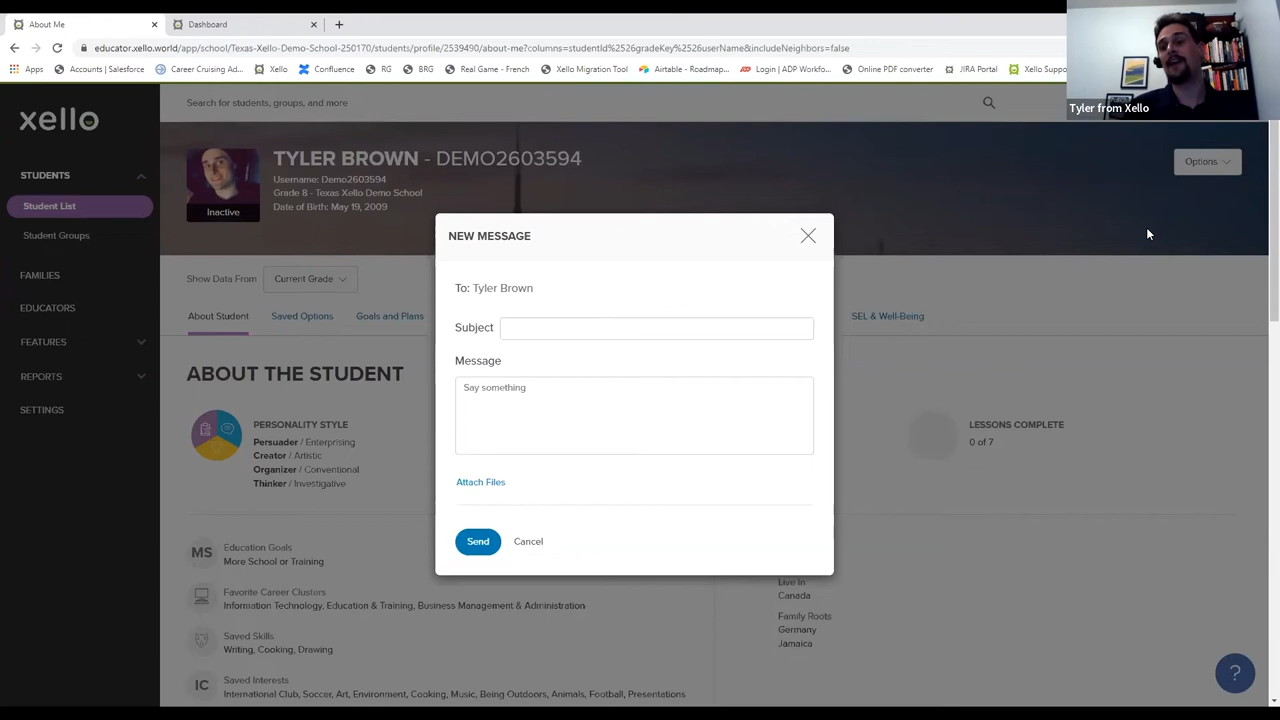 About Me
Dashboard
educator.xello.world/app/school/Texas-Xello-Demo-School-250170/students/profile/2539490/about-me?columns=studentId%2526gradeKey%2526userName&includeNeighbors=false
Apps
Accounts | Salesforce
Career Cruising Ad...
Xello
Confluence
RG
BRG
Real Game - French
Xello Migration Tool
Airtable - Roadmap...
Login | ADP Workfo...
Online PDF converter
JIRA Portal
Xello Suppo
Tyler from Xello
xello
Search for students, groups, and more
STUDENTS
Student List
Student Groups
FAMILIES
EDUCATORS
FEATURES
REPORTS
SETTINGS
Inactive
TYLER BROWN - DEMO2603594
Username: Demo2603594
Grade 8 - Texas Xello Demo School
Date of Birth: May 19, 2009
Options
Show Data From
Current Grade
About Student
Saved Options
Goals and Plans
SEL & Well-Being
NEW MESSAGE
To: Tyler Brown
Subject
Message
Say something
Attach Files
Send
Cancel
ABOUT THE STUDENT
PERSONALITY STYLE
Persuader / Enterprising
Creator / Artistic
Organizer / Conventional
Thinker / Investigative
LESSONS COMPLETE
0 of 7
MS
Education Goals
More School or Training
Favorite Career Clusters
Information Technology, Education & Training, Business Management & Administration
Saved Skills
Writing, Cooking, Drawing
IC
Saved Interests
International Club, Soccer, Art, Environment, Cooking, Music, Being Outdoors, Animals, Football, Presentations
Live In
Canada
Family Roots
Germany
Jamaica
?